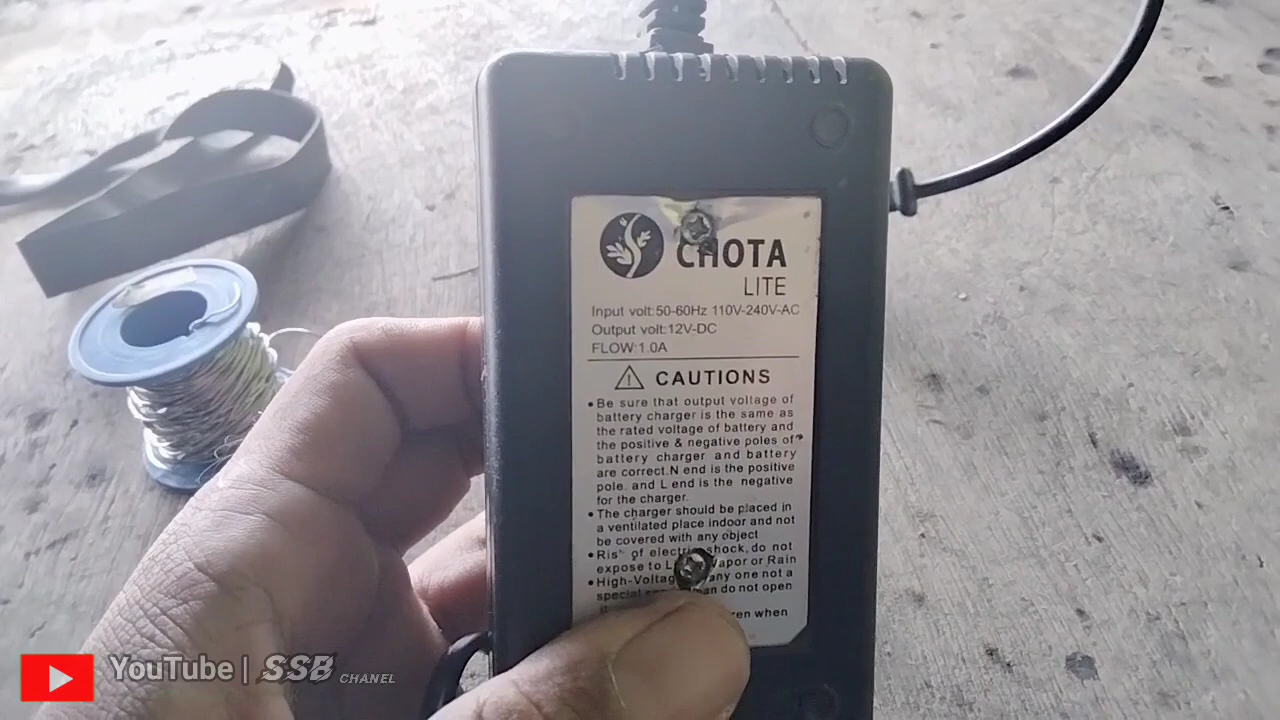 CHOTA
LITE
Input volt:50-60Hz 110V-240V-AC
Output volt:12V-DC
FLOW:1.0A
CAUTIONS
•Be sure that output voltage of
battery charger is the same as
the rated voltage of battery and
the positive & negative poles of
battery charger and battery
are correct.N end is the positive
pole. and L end is the negative
for the charger.
•The charger should be placed in
a ventilated place indoor and not
be covered with any object
• of electric shock, do not
expose to Vapor or Rain
•High-Voltage any one not a
special do not open
when
YouTube | SSB CHANEL